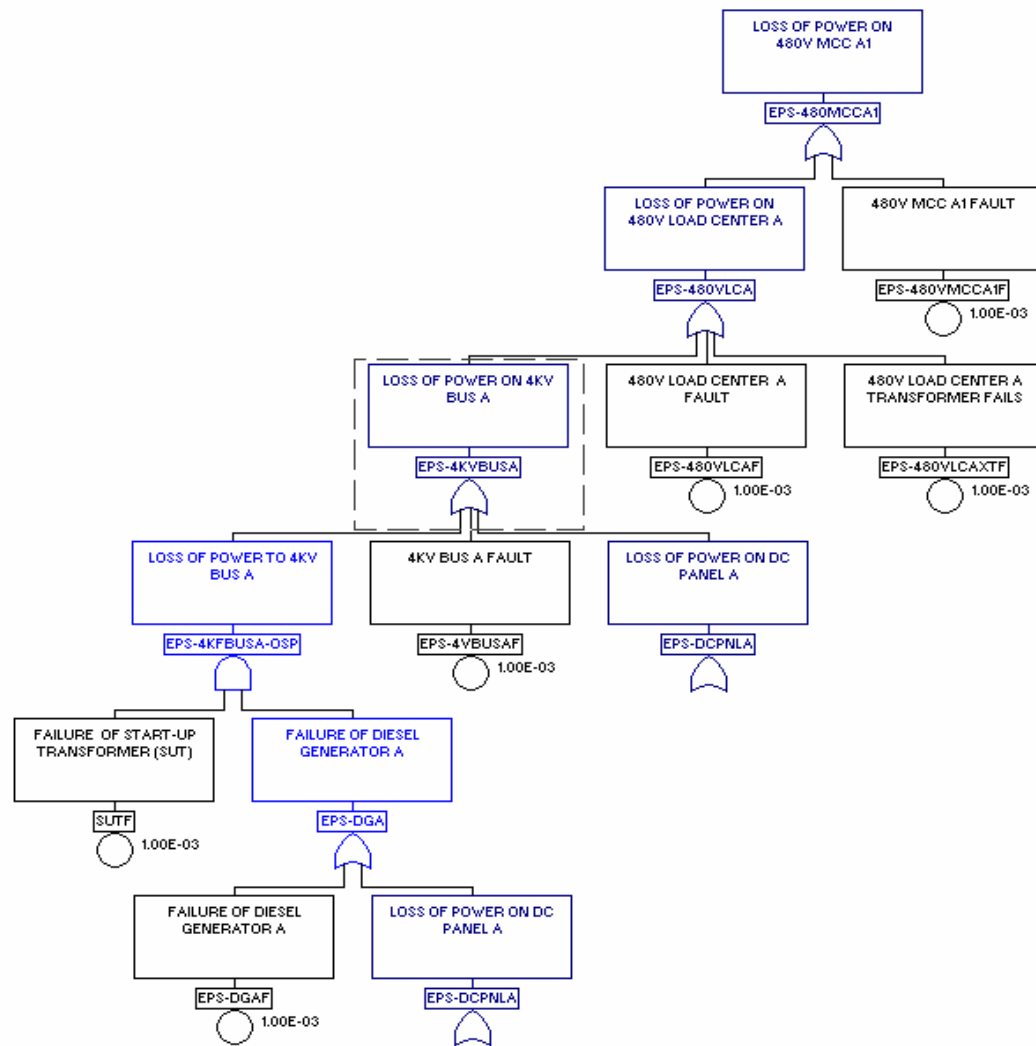 LOSS OF POWER ON
480V MCC A1
EPS-480MCCA1
LOSS OF POWER ON
480V LOAD CENTER A
EPS-480VLCA
480V MCC A1 FAULT
EPS-480VMCCA1F
1.00E-03
LOSS OF POWER ON 4KV
BUS A
EPS-4KVBUSA
480V LOAD CENTER A
FAULT
EPS-480VLCAF
1.00E-03
480V LOAD CENTER A
TRANSFORMER FAILS
EPS-480VLCAXTF
1.00E-03
LOSS OF POWER TO 4KV
BUS A
EPS-4KFBUSA-OSP
4KV BUS A FAULT
EPS-4VBUSAF
1.00E-03
LOSS OF POWER ON DC
PANEL A
EPS-DCPNLA
FAILURE OF START-UP
TRANSFORMER (SUT)
SUTF
1.00E-03
FAILURE OF DIESEL
GENERATOR A
EPS-DGA
FAILURE OF DIESEL
GENERATOR A
EPS-DGAF
1.00E-03
LOSS OF POWER ON DC
PANEL A
EPS-DCPNLA